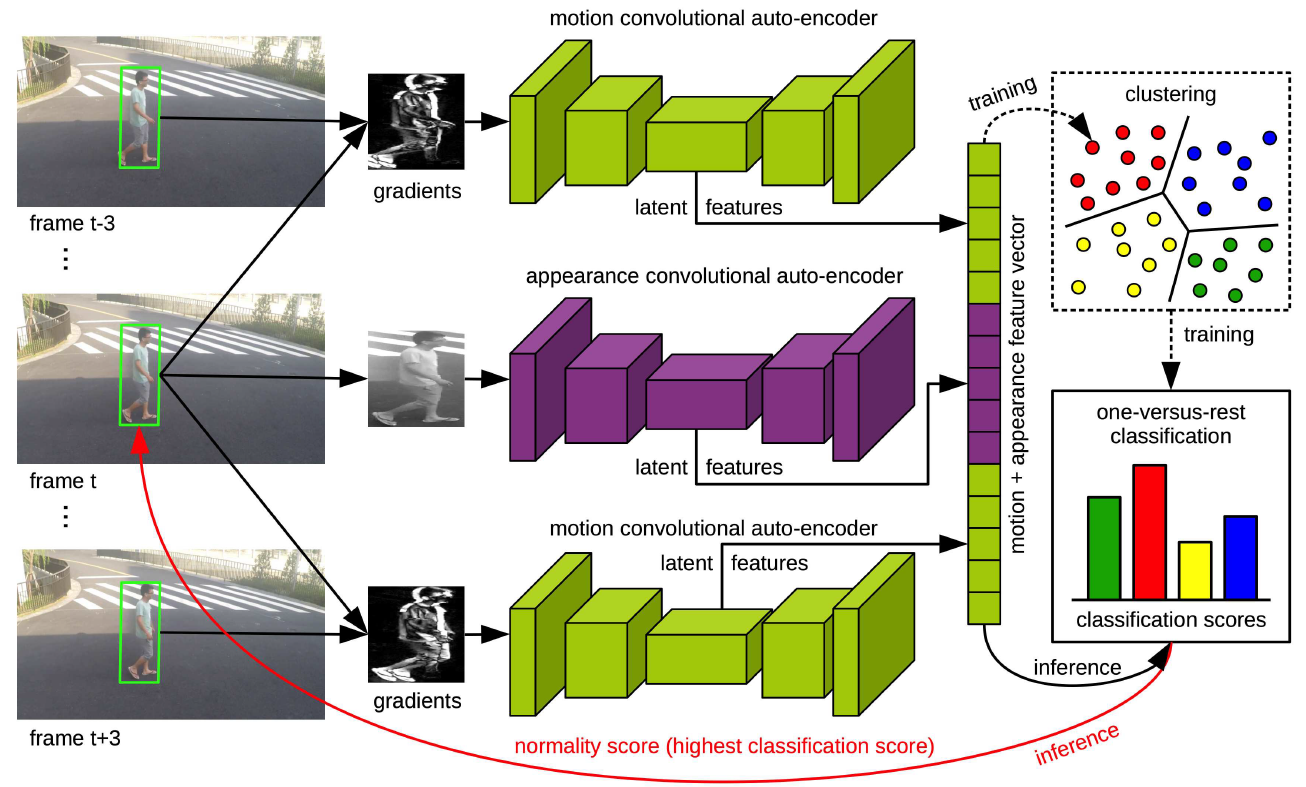 motion convolutional auto-encoder
training
clustering
gradients
latent features
frame t-3
⋮
appearance convolutional auto-encoder
motion + appearance feature vector
training
one-versus-rest
classification
latent features
frame t
⋮
motion convolutional auto-encoder
latent features
classification scores
inference
gradients
frame t+3
normality score (highest classification score)
inference